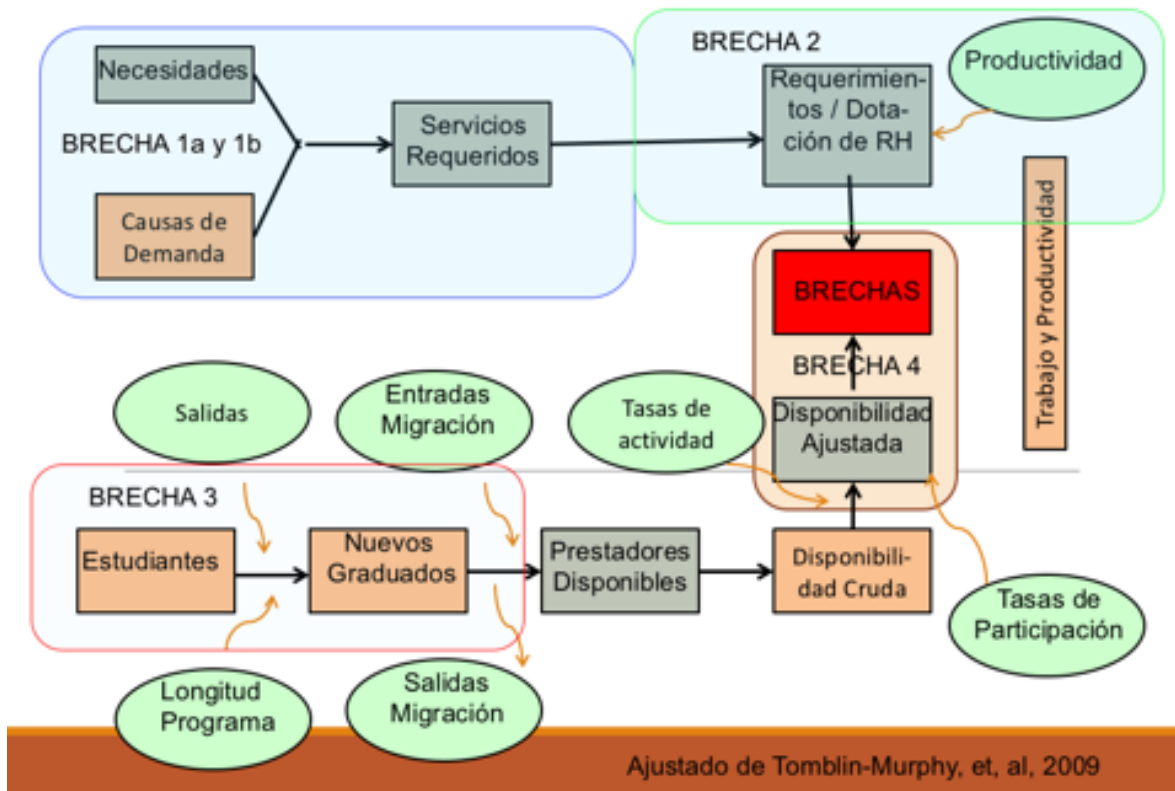 BRECHA 2
Necesidades
BRECHA 1a y 1b
Causas de
Demanda
Servicios
Requeridos
Requerimien-
tos / Dota-
ción de RH
Productividad
Trabajo y Productividad
BRECHAS
BRECHA 4
Disponibilidad
Ajustada
Salidas
Entradas
Migración
Tasas de
actividad
BRECHA 3
Estudiantes
Nuevos
Graduados
Prestadores
Disponibles
Disponibili-
dad Cruda
Tasas de
Participación
Longitud
Programa
Salidas
Migración
Ajustado de Tomblin-Murphy, et, al, 2009